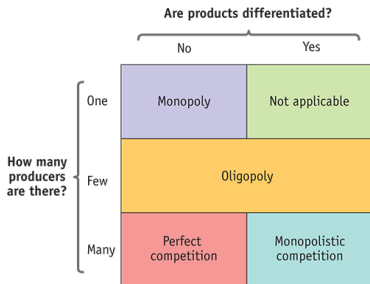 Are products differentiated?
No Yes
One Monopoly Not applicable
How many
producers
are there?
Few Oligopoly
Many Perfect
competition
Monopolistic
competition